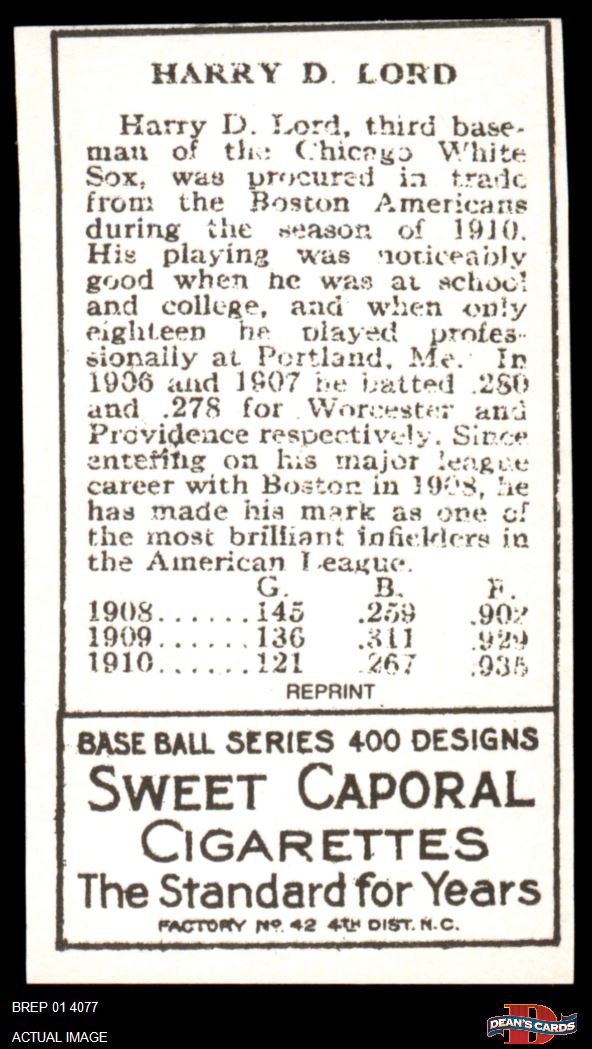 HARRY D. LORD
Harry D. Lord, third base-
man of the Chicago White
Sox, was procured in trade
from the Boston Americans
during the season of 1910.
His playing was noticeably
good when he was at school
and college, and when only
eighteen he played profes-
sionally at Portland, Me. In
1906 and 1907 he batted .280
and .278 for Worcester and
Providence respectively. Since
entering on his major league
career with Boston in 1908, he
has made his mark as one of
the most brilliant infielders in
the American League.
G. B. F.
1908......145 .259 .902
1909......136 .311 .929
1910......121 .267 .935
REPRINT
BASE BALL SERIES 400 DESIGNS
SWEET CAPORAL
CIGARETTES
The Standard for Years
FACTORY No. 42 4TH DIST. N.C.
BREP 01 4077
ACTUAL IMAGE
D
DEAN'S CARDS